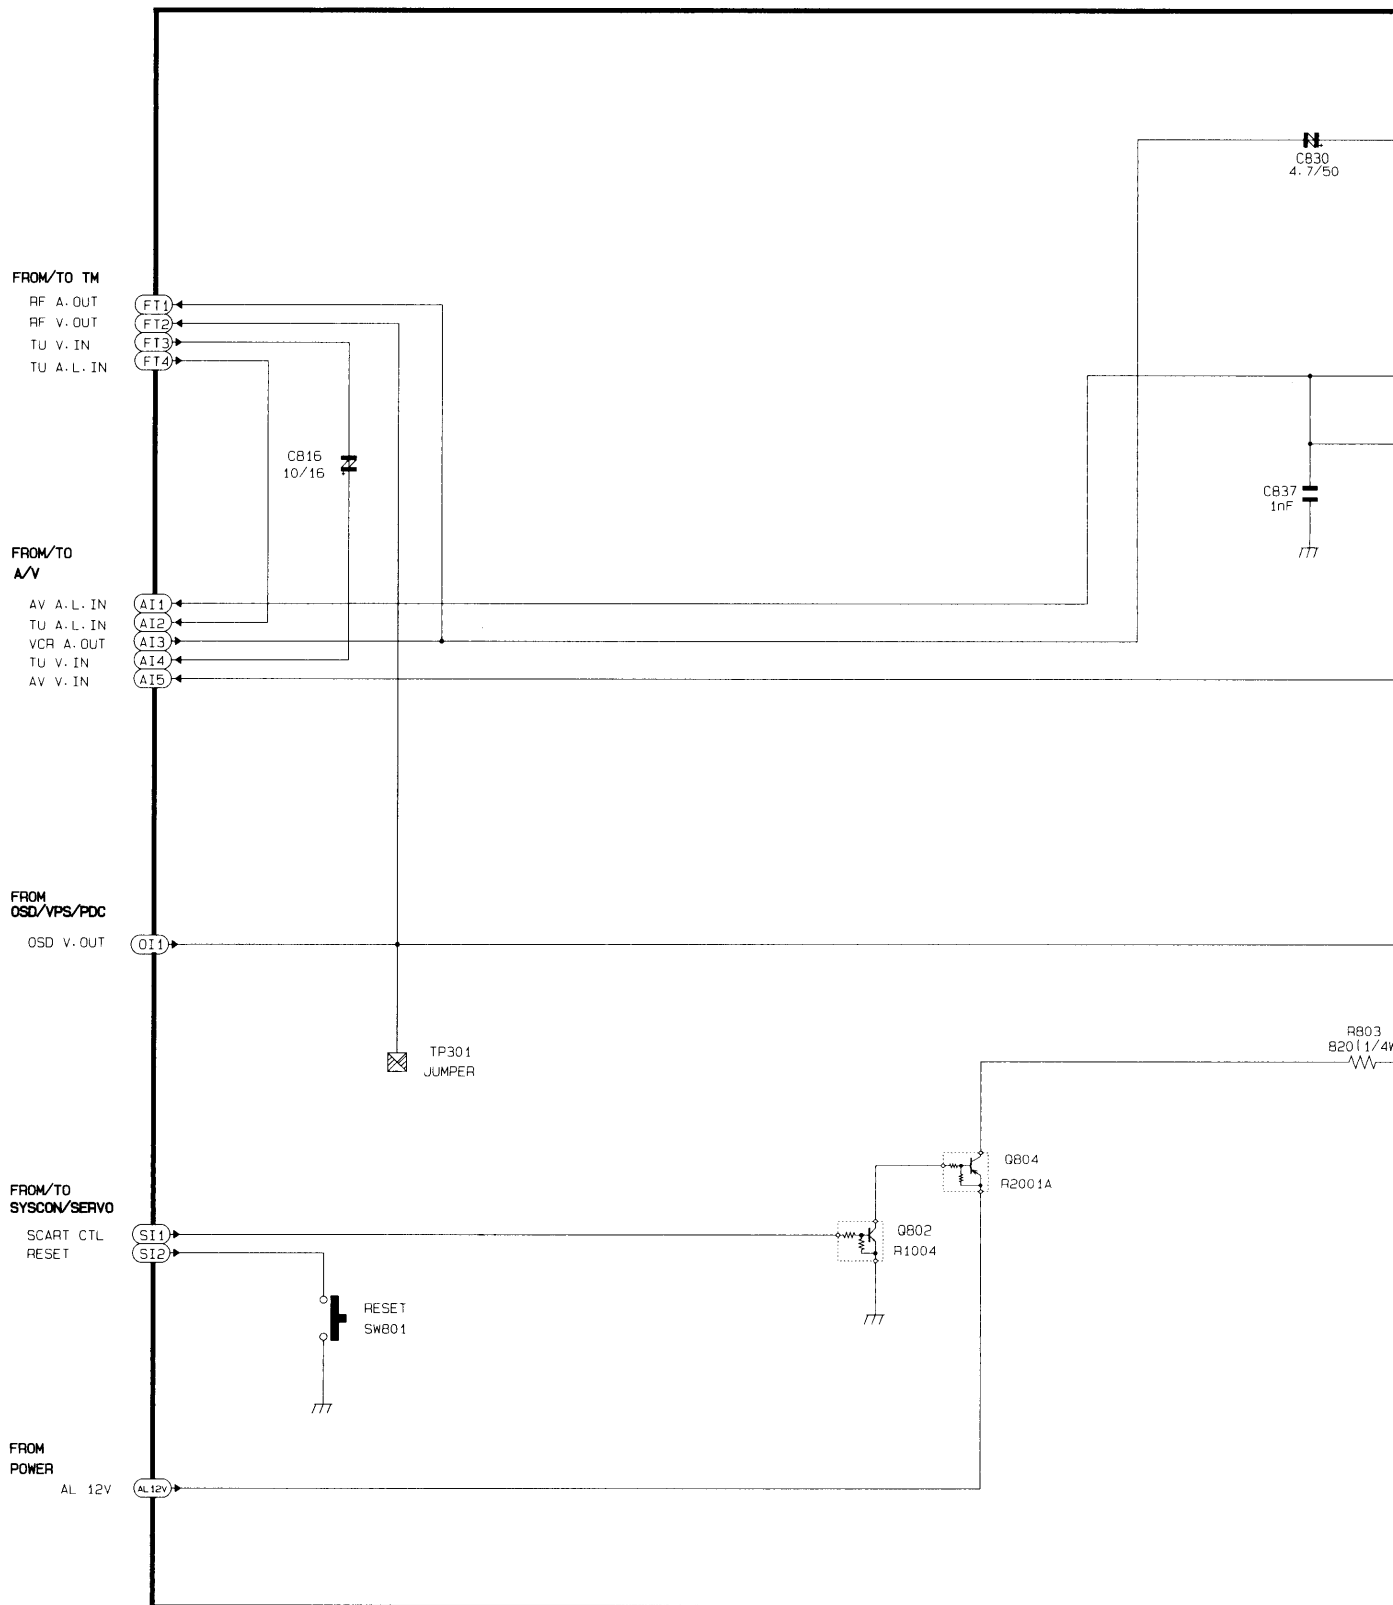 C830
4.7/50
FROM/TO TM
RF A.OUT FT1
RF V.OUT FT2
TU V.IN FT3
TU A.L.IN FT4
C816
10/16
C837
1nF
FROM/TO
A/V
AV A.L.IN AI1
TU A.L.IN AI2
VCR A.OUT AI3
TU V.IN AI4
AV V.IN AI5
FROM
OSD/VPS/PDC
OSD V.OUT OI1
R803
820(1/4W
TP301
JUMPER
Q804
R2001A
FROM/TO
SYSCON/SERVO
SCART CTL SI1
RESET SI2
Q802
R1004
RESET
SW801
FROM
POWER
AL 12V AL12V